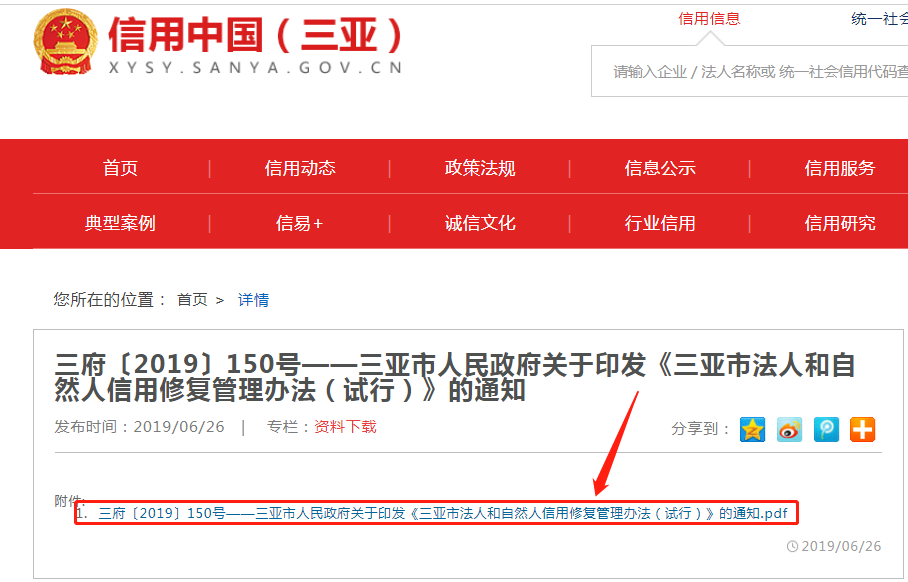 信用中国（三亚）
XYSY.SANYA.GOV.CN
信用信息
统一社会
请输入企业 / 法人名称或 统一社会信用代码查
首页 | 信用动态 | 政策法规 | 信息公示 | 信用服务
典型案例 | 信易+ | 诚信文化 | 行业信用 | 信用研究
您所在的位置： 首页 > 详情
三府〔2019〕150号——三亚市人民政府关于印发《三亚市法人和自
然人信用修复管理办法（试行）》的通知
发布时间：2019/06/26 | 专栏：资料下载
分享到：
附件:
1. 三府〔2019〕150号——三亚市人民政府关于印发《三亚市法人和自然人信用修复管理办法（试行）》的通知.pdf
2019/06/26